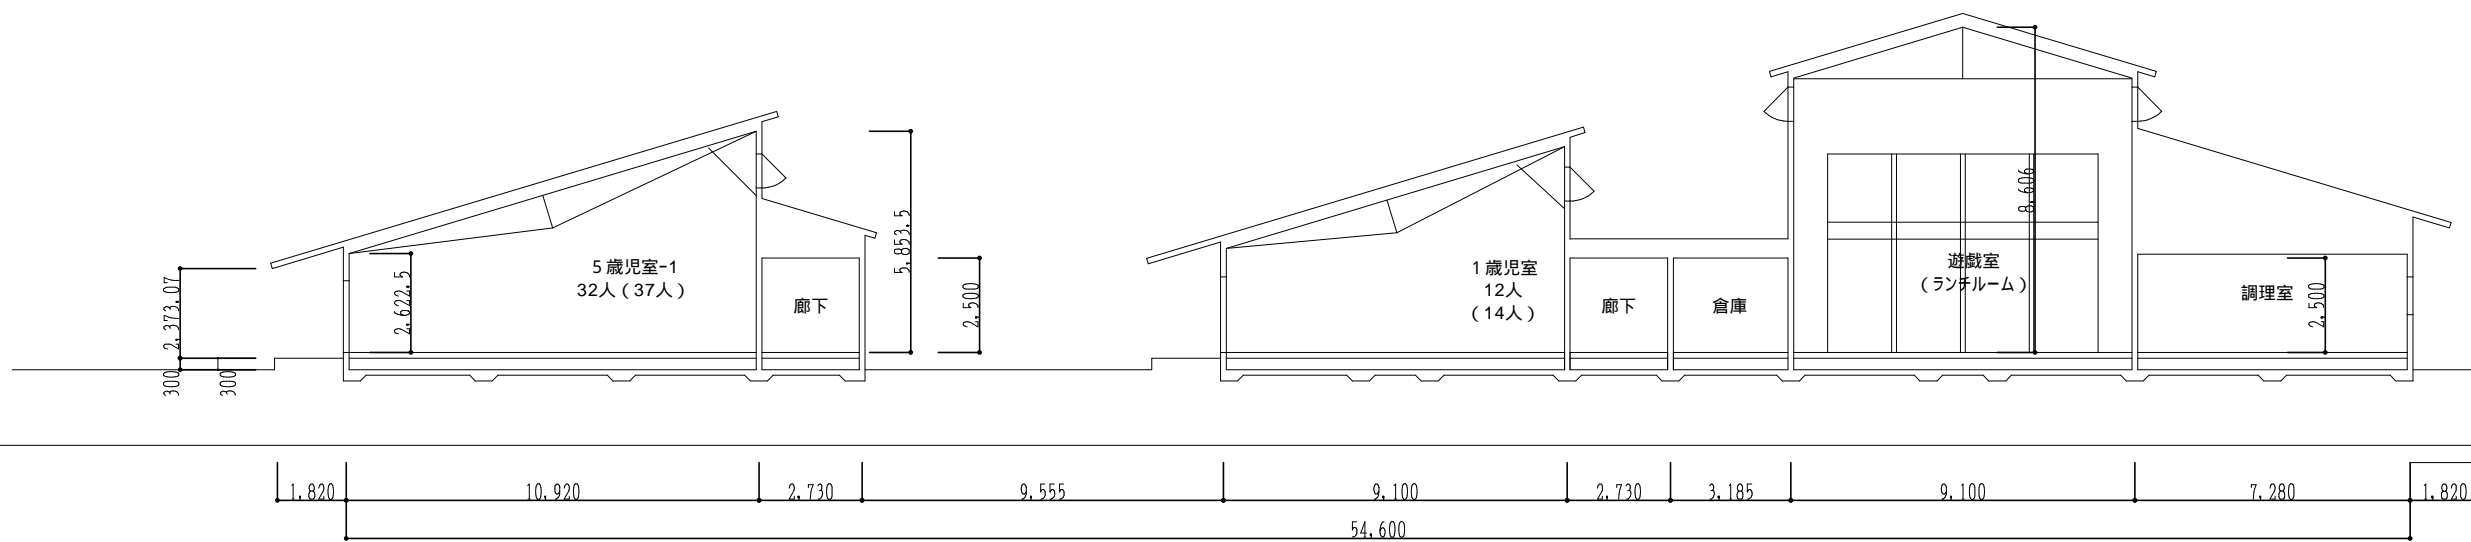 8,606
5,853.5
5歳児室-1
32人（37人）
2,622.5
2,373.07
300
300
廊下
2,500
1歳児室
12人
（14人）
廊下
倉庫
遊戯室
（ランチルーム）
調理室
2,500
1,820
10,920
2,730
9,555
9,100
2,730
3,185
9,100
7,280
1,820
54,600